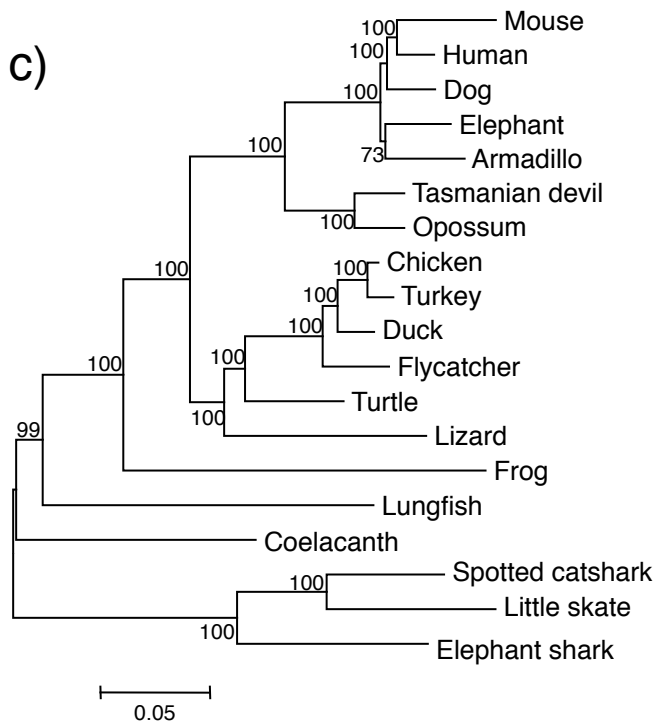 c)
100
Mouse
100
Human
100
Dog
100
Elephant
73
Armadillo
100
Tasmanian devil
100
Opossum
100
Chicken
100
Turkey
100
Duck
100
Flycatcher
100
Turtle
100
Lizard
100
Frog
99
Lungfish
Coelacanth
100
Spotted catshark
Little skate
100
Elephant shark
0.05